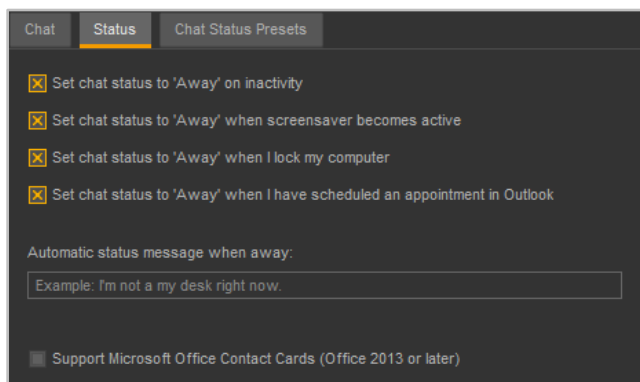 Chat Status Chat Status Presets
Set chat status to 'Away' on inactivity
Set chat status to 'Away' when screensaver becomes active
Set chat status to 'Away' when I lock my computer
Set chat status to 'Away' when I have scheduled an appointment in Outlook
Automatic status message when away:
Example: I'm not a my desk right now.
Support Microsoft Office Contact Cards (Office 2013 or later)